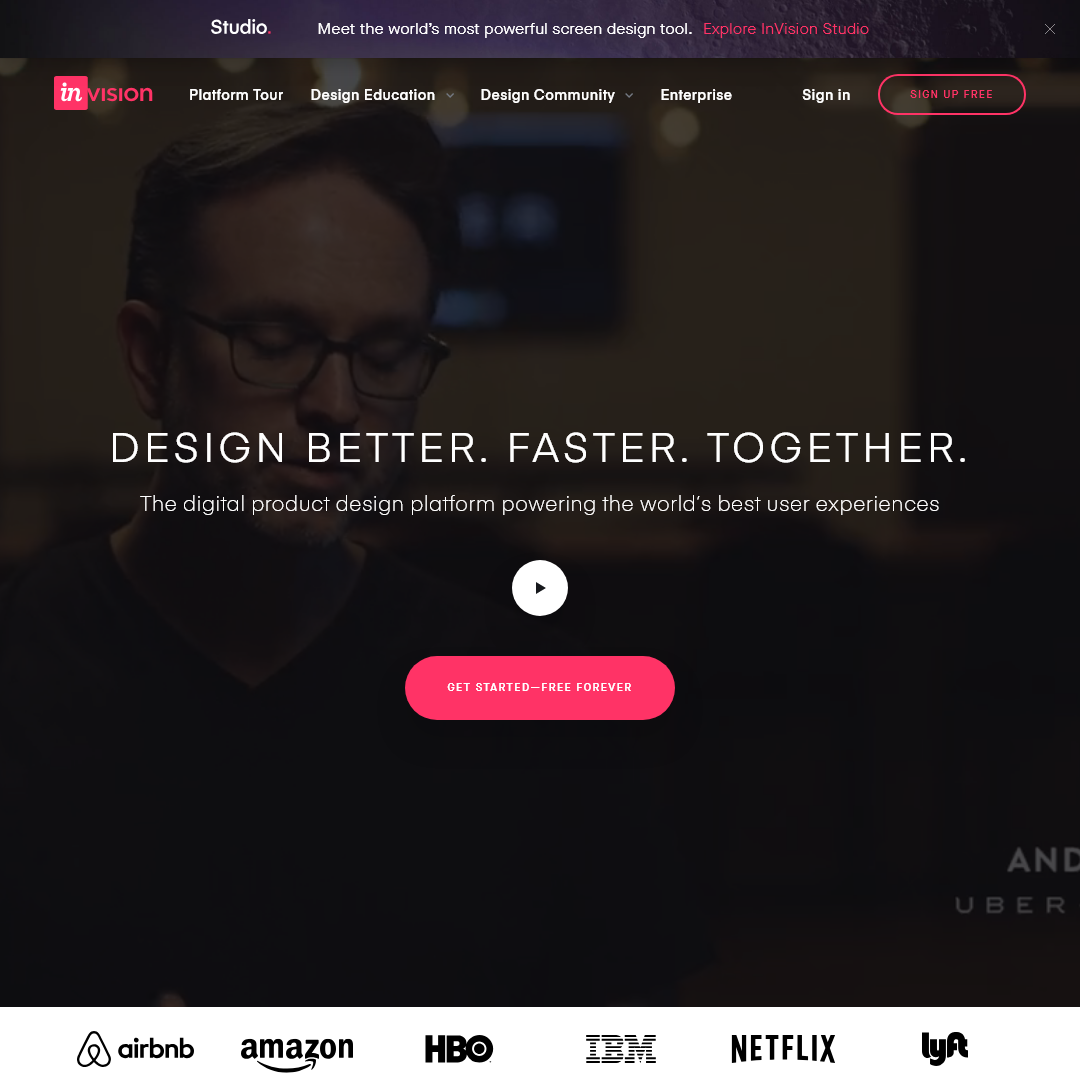 Studio.
Meet the world's most powerful screen design tool. Explore InVision Studio
invision
Platform Tour
Design Education
Design Community
Enterprise
Sign in
SIGN UP FREE
DESIGN BETTER. FASTER. TOGETHER.
The digital product design platform powering the world's best user experiences
GET STARTED—FREE FOREVER
AND
UBER
airbnb
amazon
HBO
IBM
NETFLIX
lyft